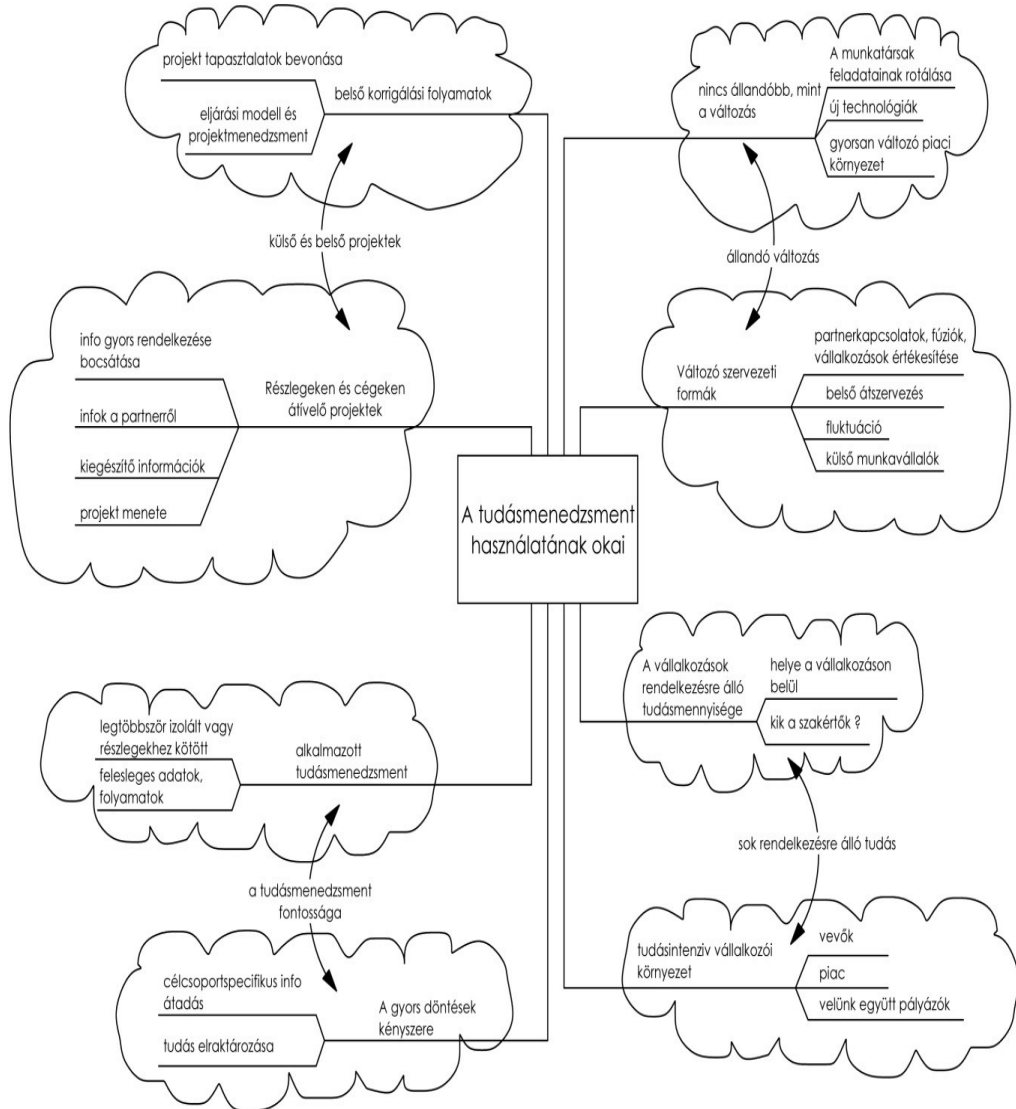 projekt tapasztalatok bevonása
eljárási modell és
projektmenedzsment
belső korrigálási folyamatok
külső és belső projektek
info gyors rendelkezése
bocsátása
infok a partnerről
kiegészítő információk
projekt menete
Részlegeken és cégeken
átívelő projektek
nincs állandóbb, mint
a változás
A munkatársak
feladatainak rotálása
új technológiák
gyorsan változó piaci
környezet
állandó változás
Változó szervezeti
formák
partnerkapcsolatok, fúziók,
vállalkozások értékesítése
belső átszervezés
fluktuáció
külső munkavállalók
A tudásmenedzsment
használatának okai
legtöbbször izolált vagy
részlegekhez kötött
felesleges adatok,
folyamatok
alkalmazott
tudásmenedzsment
a tudásmenedzsment
fontossága
célcsoportspecifikus info
átadás
tudás elraktározása
A gyors döntések
kényszere
A vállalkozások
rendelkezésre álló
tudásmennyisége
helye a vállalkozáson
belül
kik a szakértők ?
sok rendelkezésre álló tudás
tudásintenziv vállalkozói
környezet
vevők
piac
velünk együtt pályázók